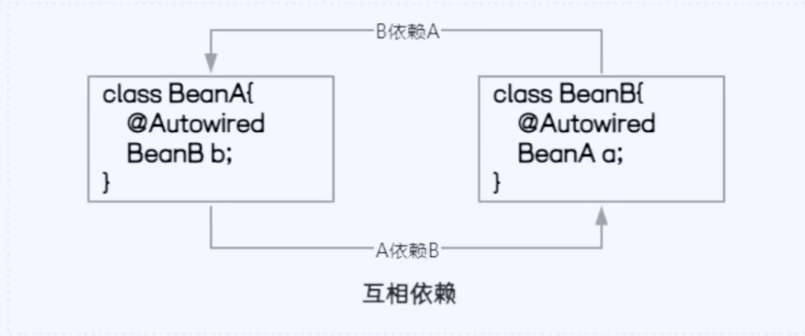 B依赖A
class BeanA{
@Autowired
BeanB b;
}
class BeanB{
@Autowired
BeanA a;
}
A依赖B
互相依赖